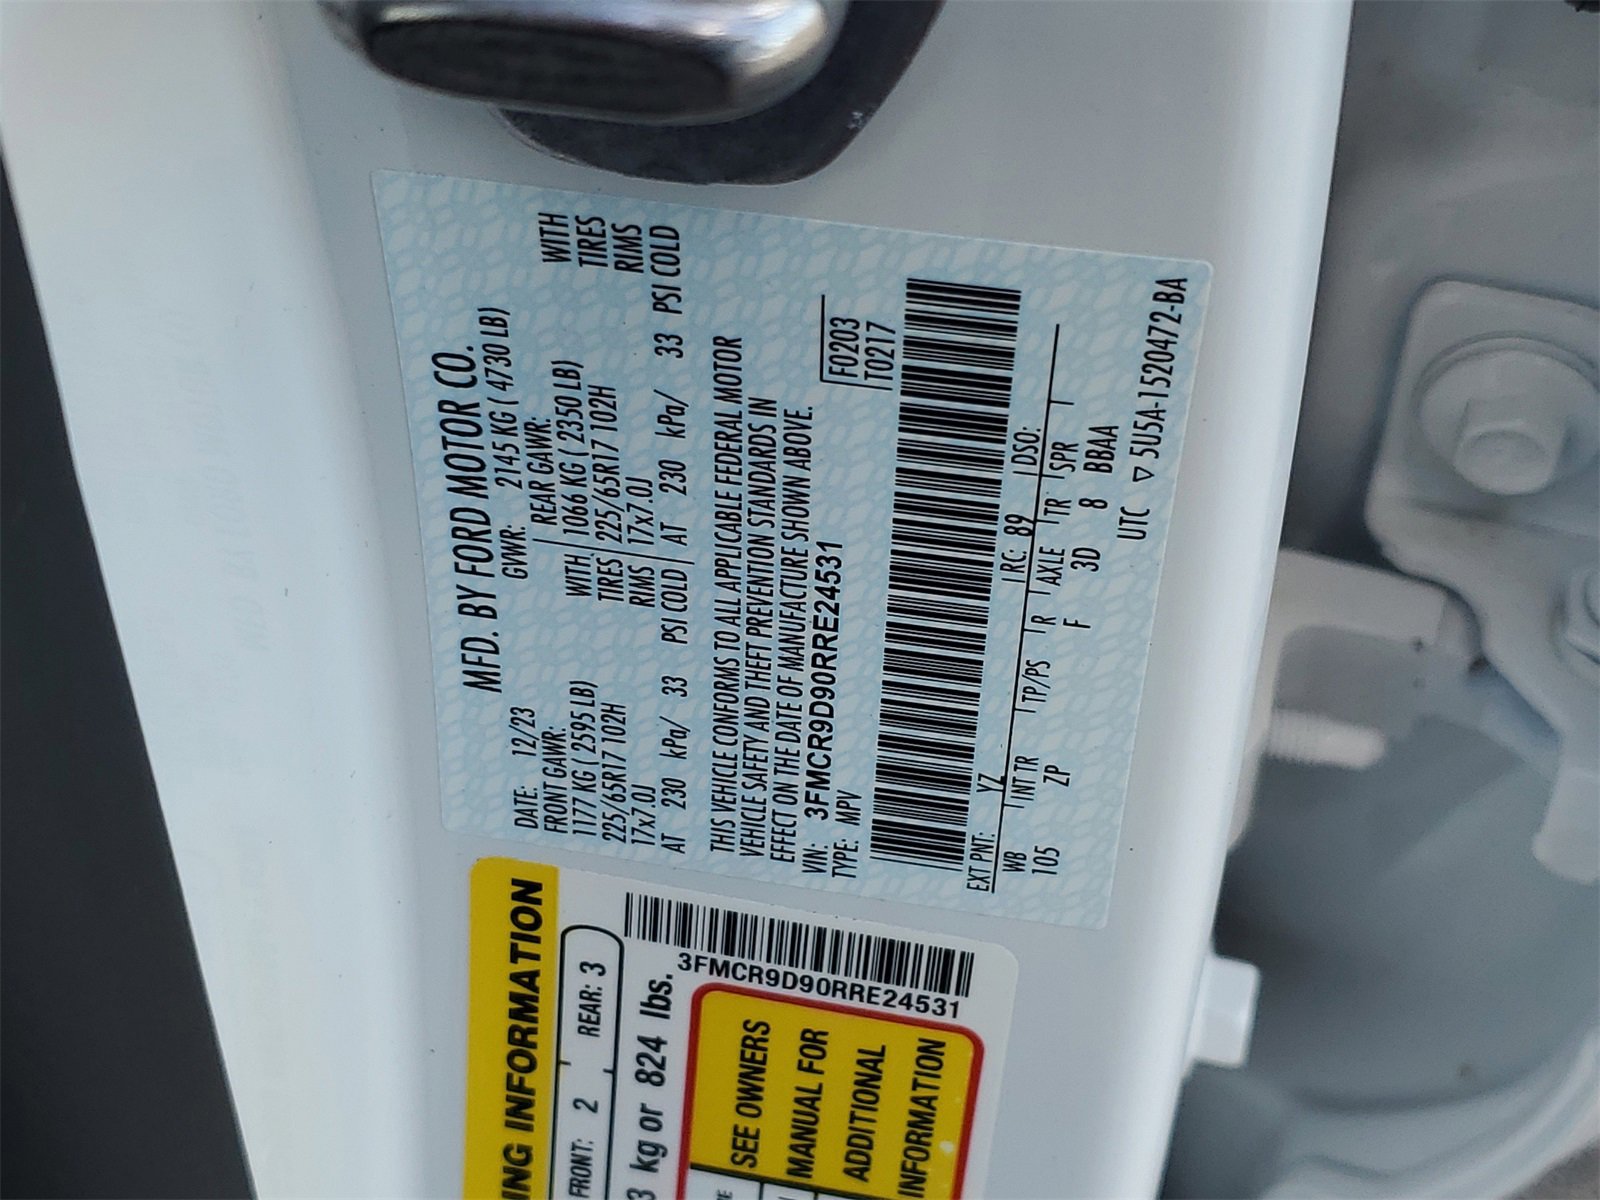 MFD. BY FORD MOTOR CO.
DATE: 12/23 GVWR: 2145 KG ( 4730 LB)
FRONT GAWR: REAR GAWR:
1177 KG ( 2595 LB) WITH 1066 KG ( 2350 LB) WITH
225/65R17 102H TIRES 225/65R17 102H TIRES
17x7.0J RIMS 17x7.0J RIMS
AT 230 kPa/ 33 PSI COLD AT 230 kPa/ 33 PSI COLD
THIS VEHICLE CONFORMS TO ALL APPLICABLE FEDERAL MOTOR
VEHICLE SAFETY AND THEFT PREVENTION STANDARDS IN
EFFECT ON THE DATE OF MANUFACTURE SHOWN ABOVE.
VIN: 3FMCR9D90RRE24531 F0203
TYPE: MPV T0217
EXT PNT: YZ RC: 89 DSO:
WB INT TR TP/PS R AXLE TR SPR
105 ZP F 3D 8 BBAA
UTC ▽ 5U5A-1520472-BA
ING INFORMATION
FRONT: 2 REAR: 3
3 kg or 824 lbs.
3FMCR9D90RRE24531
SEE OWNERS
MANUAL FOR
ADDITIONAL
INFORMATION